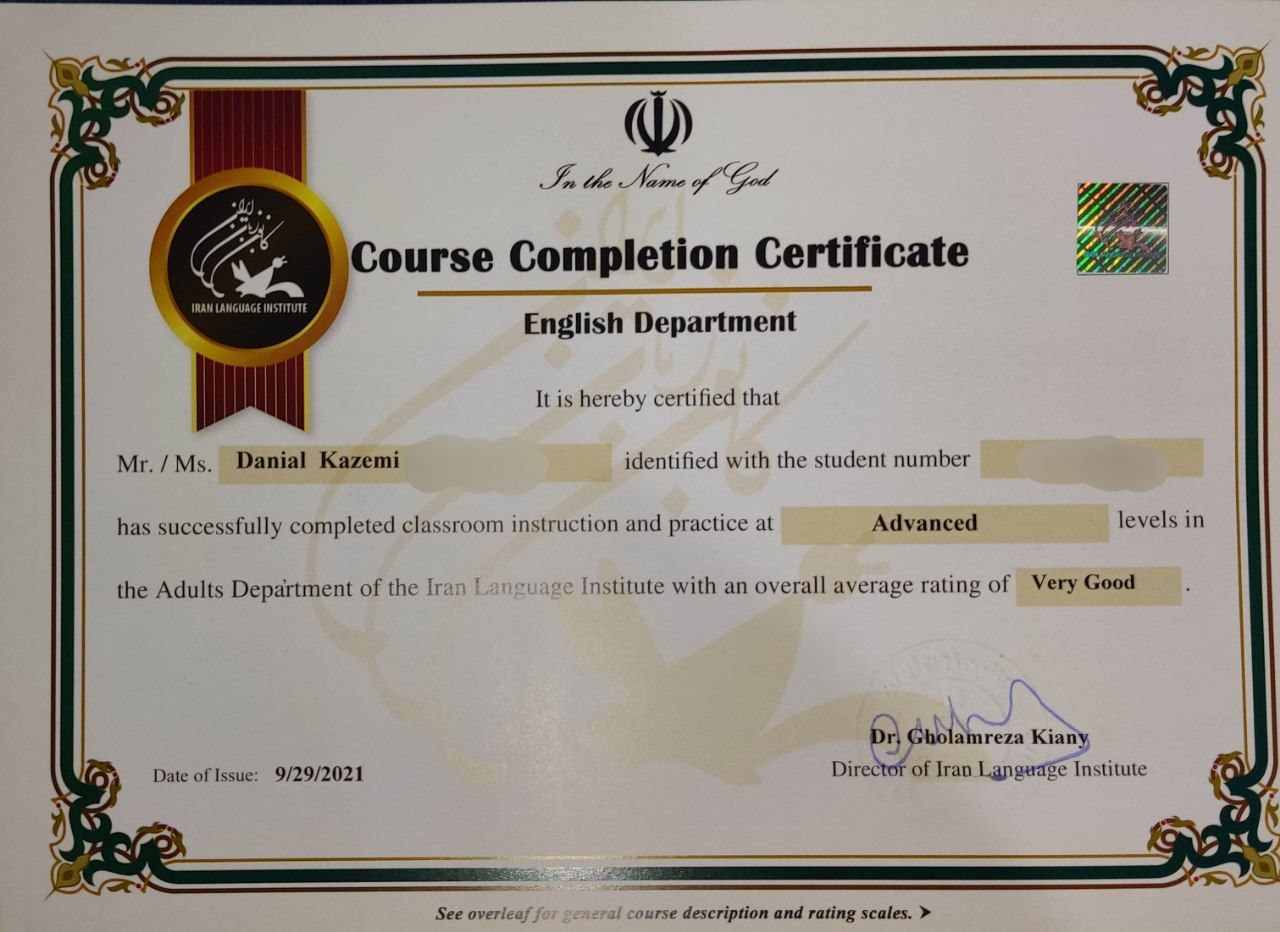 In the Name of God
کانون زبان ایران
IRAN LANGUAGE INSTITUTE
Course Completion Certificate
English Department
It is hereby certified that
Mr. / Ms. Danial Kazemi identified with the student number
has successfully completed classroom instruction and practice at Advanced levels in
the Adults Department of the Iran Language Institute with an overall average rating of Very Good .
Dr. Gholamreza Kiany
Date of Issue: 9/29/2021
Director of Iran Language Institute
See overleaf for general course description and rating scales. ➤